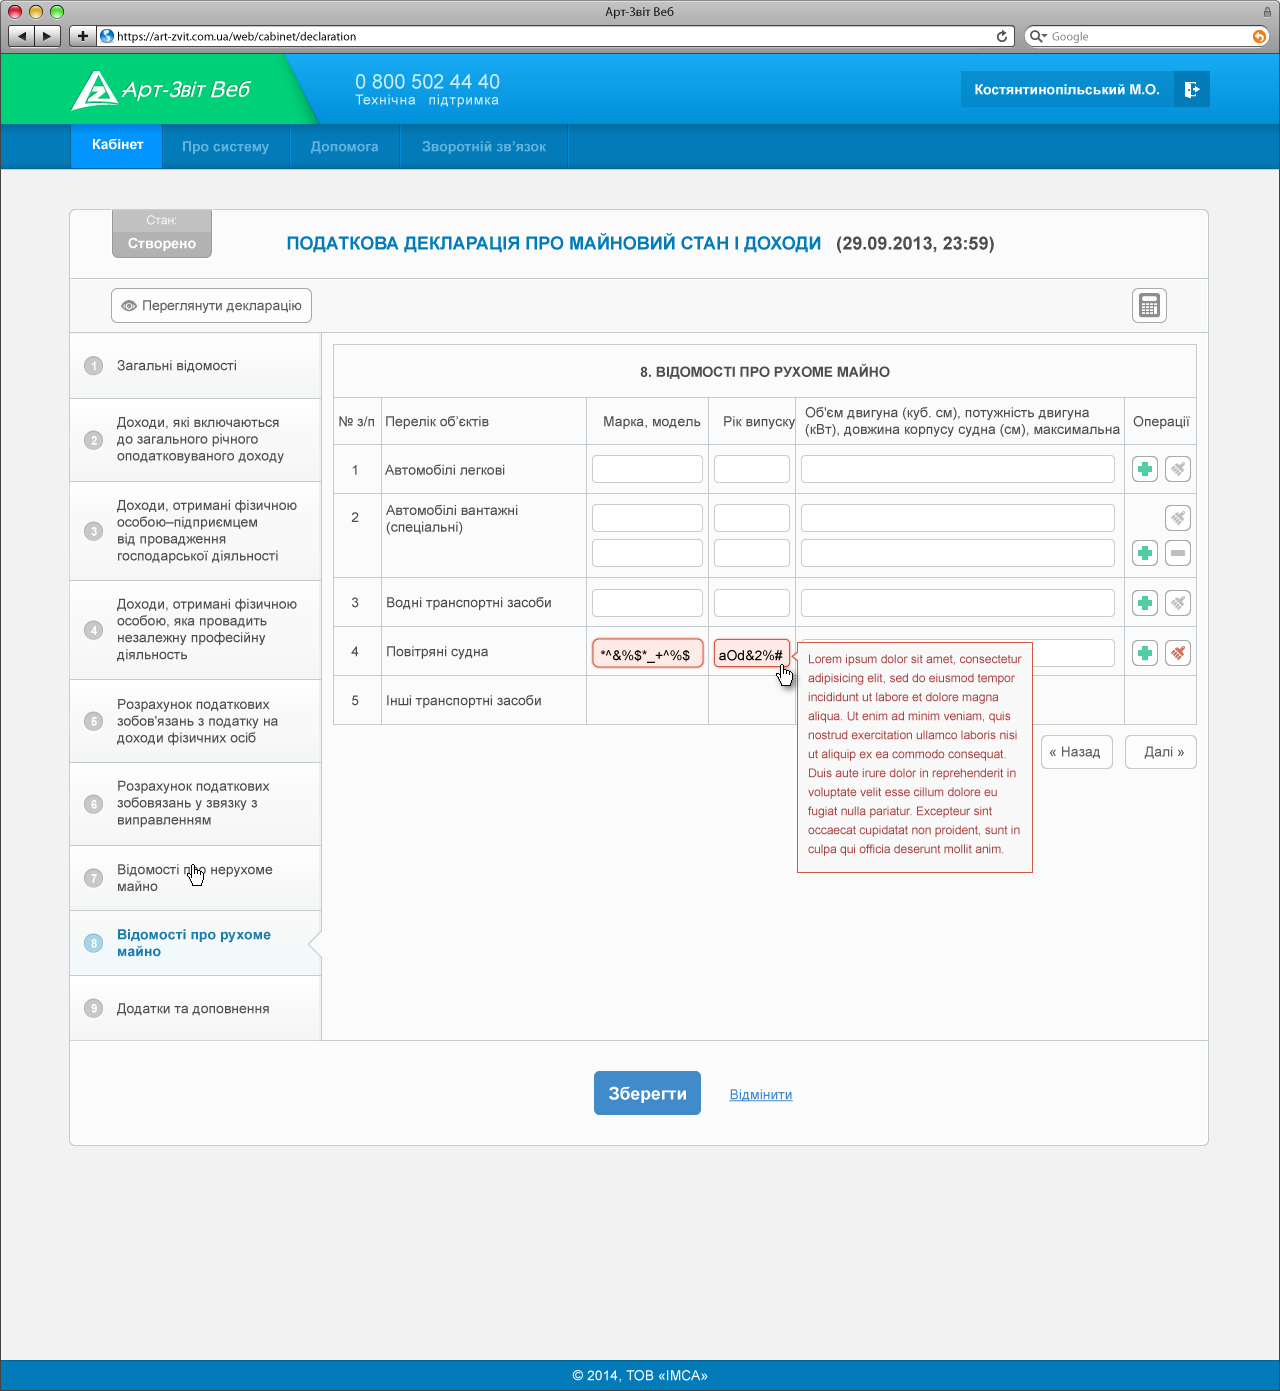 Арт-Звіт Веб
https://art-zvit.com.ua/web/cabinet/declaration
Google
Арт-Звіт Веб
0 800 502 44 40
Технічна підтримка
Костянтинопільський М.О.
Кабінет
Про систему
Допомога
Зворотній зв'язок
Стан:
Створено
ПОДАТКОВА ДЕКЛАРАЦІЯ ПРО МАЙНОВИЙ СТАН І ДОХОДИ (29.09.2013, 23:59)
Переглянути декларацію
1 Загальні відомості
2 Доходи, які включаються
до загального річного
оподатковуваного доходу
3 Доходи, отримані фізичною
особою–підприємцем
від провадження
господарської діяльності
4 Доходи, отримані фізичною
особою, яка провадить
незалежну професійну
діяльність
5 Розрахунок податкових
зобов'язань з податку на
доходи фізичних осіб
6 Розрахунок податкових
зобовязань у звязку з
виправленням
7 Відомості про нерухоме
майно
8 Відомості про рухоме
майно
9 Додатки та доповнення
8. ВІДОМОСТІ ПРО РУХОМЕ МАЙНО
№ з/п
Перелік об'єктів
Марка, модель
Рік випуску
Об'єм двигуна (куб. см), потужність двигуна
(кВт), довжина корпусу судна (см), максимальна
Операції
1 Автомобілі легкові
2 Автомобілі вантажні
(спеціальні)
3 Водні транспортні засоби
4 Повітряні судна
*^&%$*_+^%$
aOd&2%#
5 Інші транспортні засоби
Lorem ipsum dolor sit amet, consectetur
adipisicing elit, sed do eiusmod tempor
incididunt ut labore et dolore magna
aliqua. Ut enim ad minim veniam, quis
nostrud exercitation ullamco laboris nisi
ut aliquip ex ea commodo consequat.
Duis aute irure dolor in reprehenderit in
voluptate velit esse cillum dolore eu
fugiat nulla pariatur. Excepteur sint
occaecat cupidatat non proident, sunt in
culpa qui officia deserunt mollit anim.
« Назад
Далі »
Зберегти
Відмінити
© 2014, ТОВ «ІМСА»